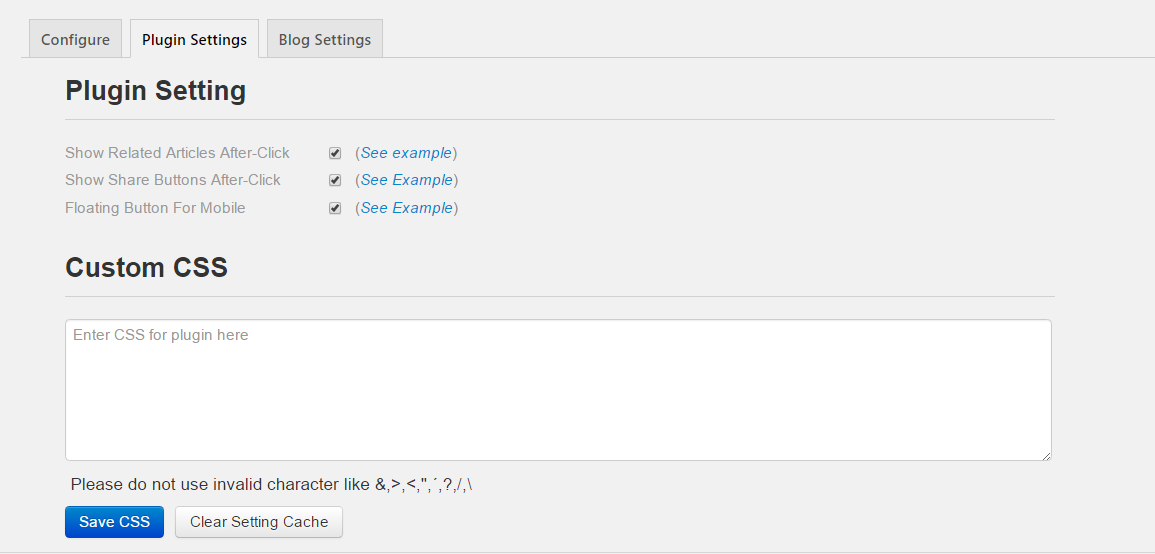 Configure Plugin Settings Blog Settings
Plugin Setting
Show Related Articles After-Click (See example)
Show Share Buttons After-Click (See Example)
Floating Button For Mobile (See Example)
Custom CSS
Enter CSS for plugin here
Please do not use invalid character like &,>,<,",´,?,/,\
Save CSS Clear Setting Cache